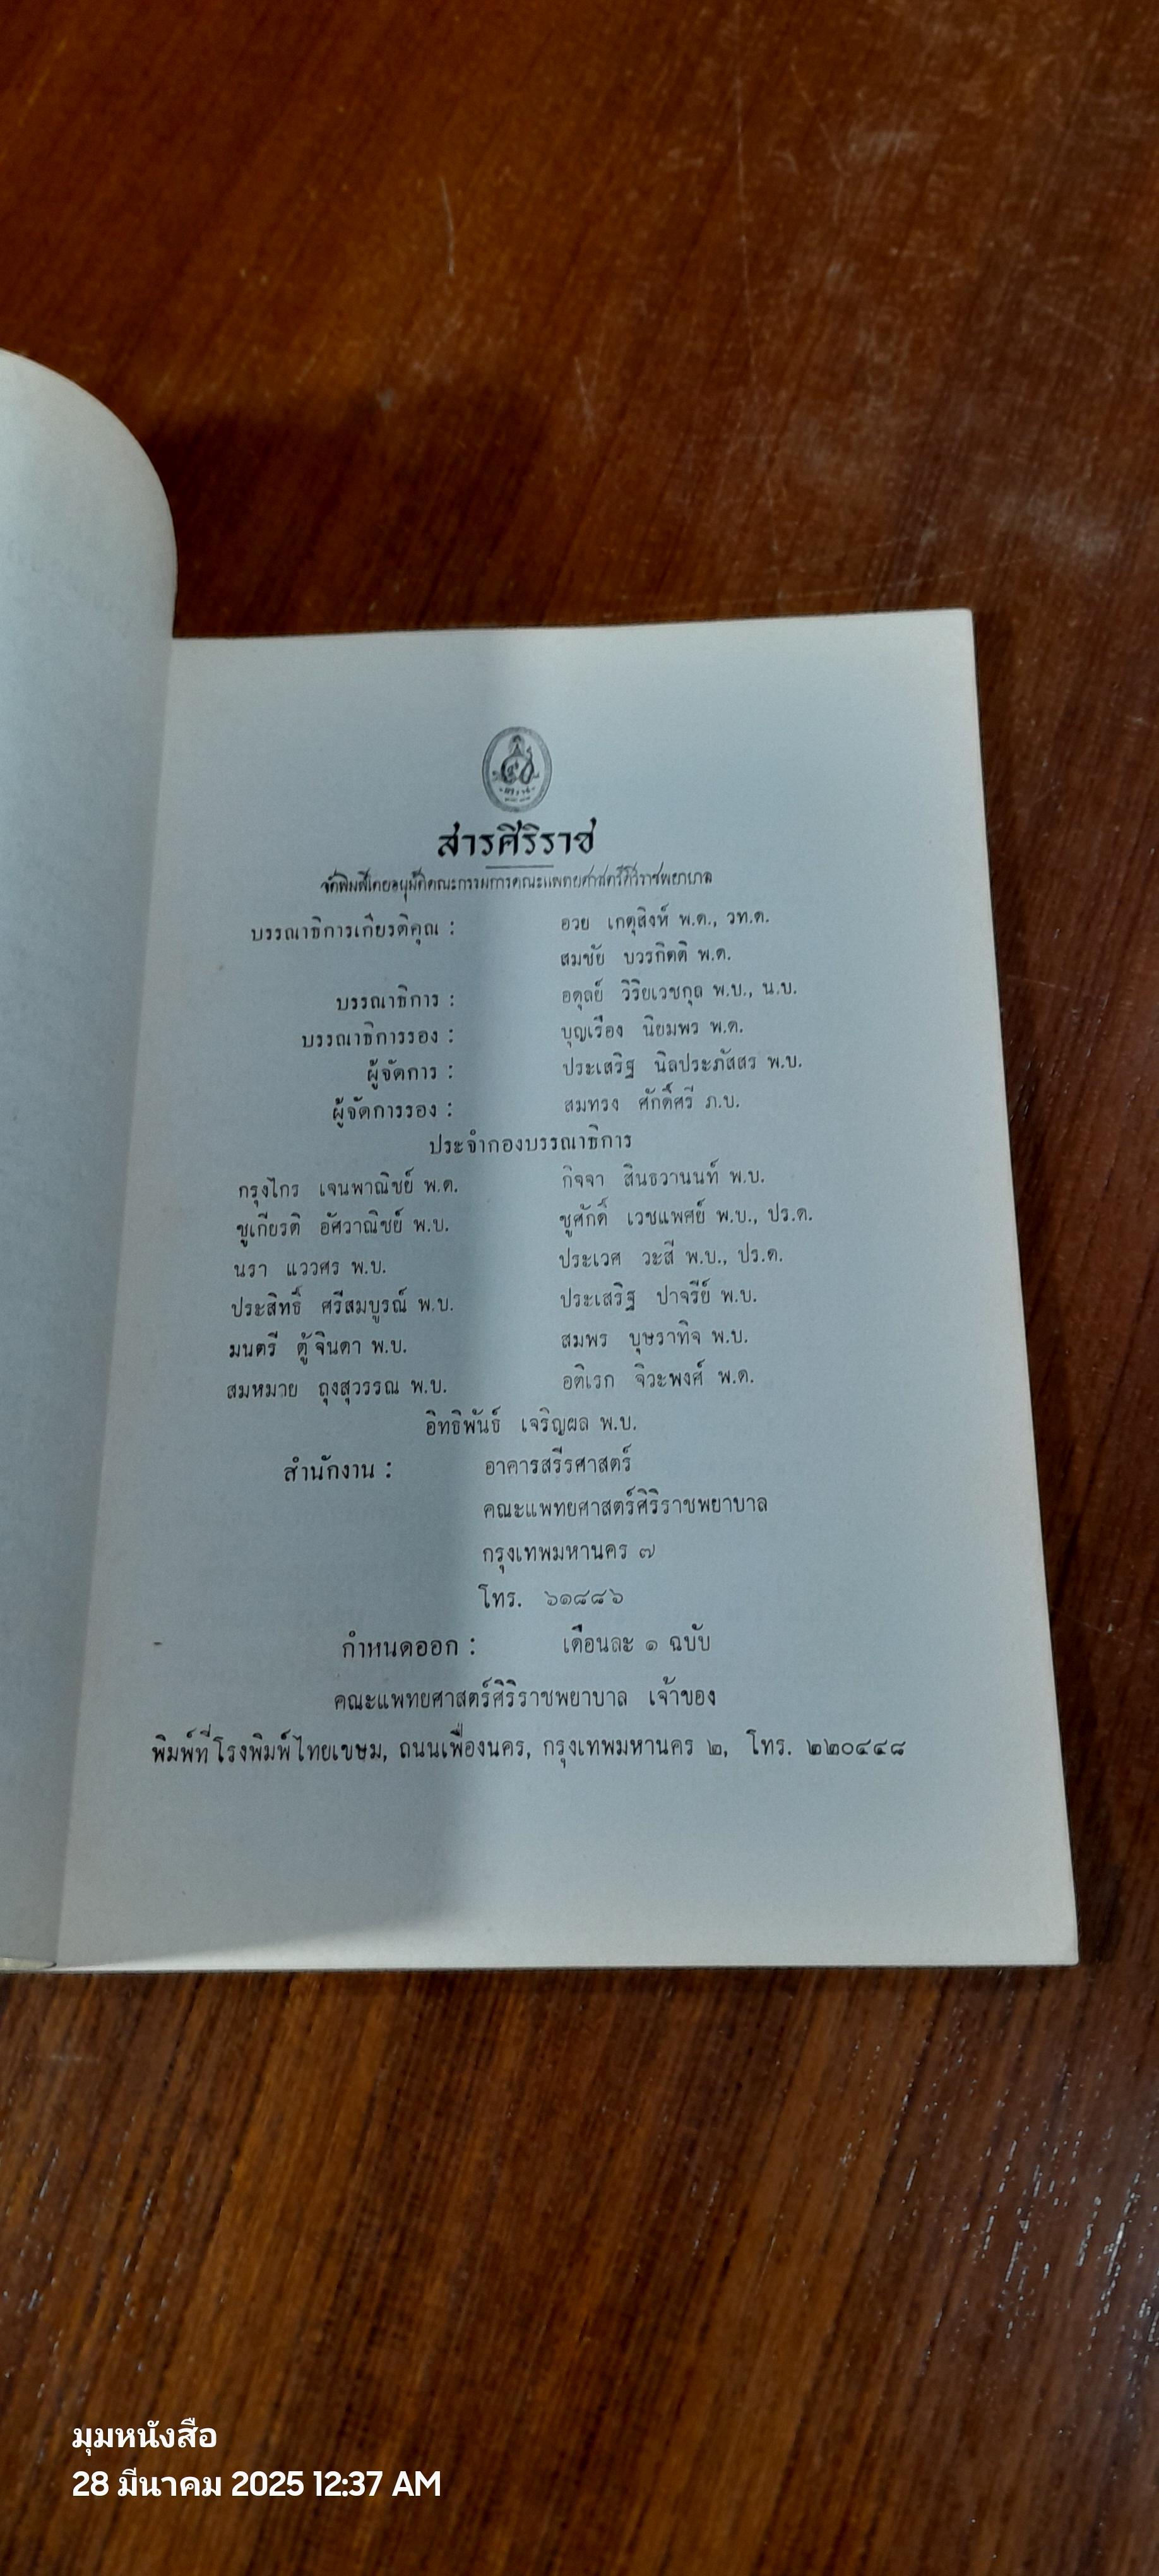 สารศิริราช
จัดพิมพ์โดยอนุมัติคณะกรรมการคณะแพทยศาสตร์ศิริราชพยาบาล
บรรณาธิการเกียรติคุณ : อวย เกตุสิงห์ พ.ด., วท.ด.
สมชัย บวรกิตติ พ.ด.
บรรณาธิการ : อดุลย์ วิริยเวชกุล พ.บ., น.บ.
บรรณาธิการรอง : บุญเรือง นิยมพร พ.ด.
ผู้จัดการ : ประเสริฐ นิลประภัสสร พ.บ.
ผู้จัดการรอง : สมทรง ศักดิ์ศรี ภ.บ.
ประจำกองบรรณาธิการ
กรุงไกร เจนพาณิชย์ พ.ด. กิจจา สินธวานนท์ พ.บ.
ชูเกียรติ อัศวาณิชย์ พ.บ. ชูศักดิ์ เวชแพศย์ พ.บ., ปร.ด.
นรา แววศร พ.บ. ประเวศ วะสี พ.บ., ปร.ด.
ประสิทธิ์ ศรีสมบูรณ์ พ.บ. ประเสริฐ ปาจรีย์ พ.บ.
มนตรี ตู้จินดา พ.บ. สมพร บุษราทิจ พ.บ.
สมหมาย ถุงสุวรรณ พ.บ. อติเรก จิวะพงศ์ พ.ด.
อิทธิพันธ์ เจริญผล พ.บ.
สำนักงาน : อาคารสรีรศาสตร์
คณะแพทยศาสตร์ศิริราชพยาบาล
กรุงเทพมหานคร ๗
โทร. ๖๑๘๘๖
กำหนดออก : เดือนละ ๑ ฉบับ
คณะแพทยศาสตร์ศิริราชพยาบาล เจ้าของ
พิมพ์ที่โรงพิมพ์ไทยเขษม, ถนนเฟื่องนคร, กรุงเทพมหานคร ๒, โทร. ๒๒๐๔๔๘
มุมหนังสือ
28 มีนาคม 2025 12:37 AM